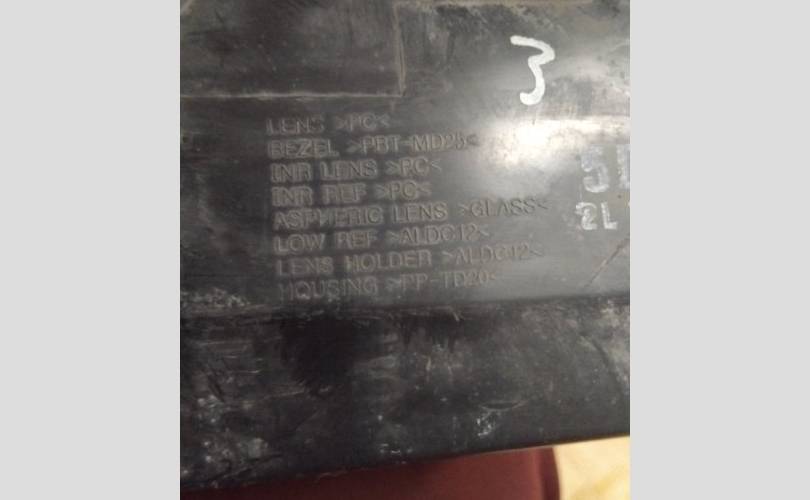 3
LENS >PC<
BEZEL >PBT-MD25<
INR LENS >PC<
INR REF >PC<
ASPHERIC LENS >GLASS<
LOW REF >ALDC12<
LENS HOLDER >ALDC12<
HOUSING >PP-TD20<
2L